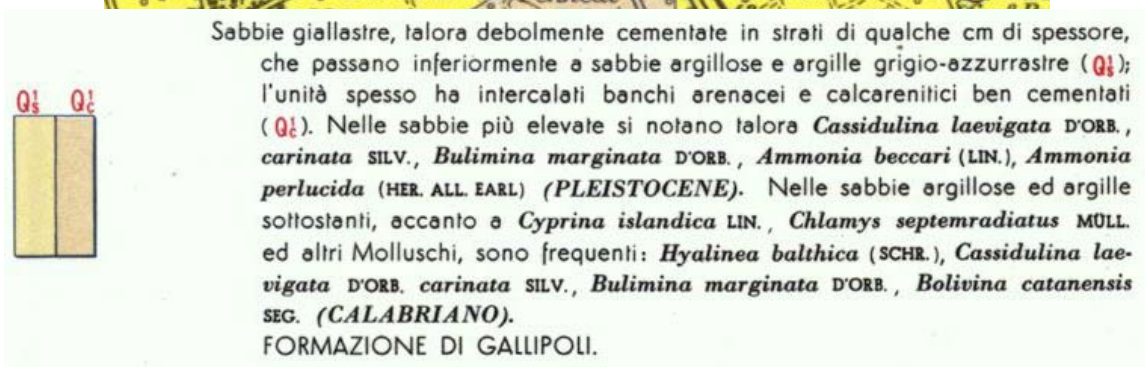 Sabbie giallastre, talora debolmente cementate in strati di qualche cm di spessore,
che passano inferiormente a sabbie argillose e argille grigio-azzurrastre (Q¹s);
Q¹s Q¹c l'unità spesso ha intercalati banchi arenacei e calcarenitici ben cementati
(Q¹c). Nelle sabbie più elevate si notano talora Cassidulina laevigata D'ORB.,
carinata SILV., Bulimina marginata D'ORB., Ammonia beccari (LIN.), Ammonia
perlucida (HER. ALL. EARL) (PLEISTOCENE). Nelle sabbie argillose ed argille
sottostanti, accanto a Cyprina islandica LIN., Chlamys septemradiatus MÜLL.
ed altri Molluschi, sono frequenti: Hyalinea balthica (SCHR.), Cassidulina lae-
vigata D'ORB. carinata SILV., Bulimina marginata D'ORB., Bolivina catanensis
SEG. (CALABRIANO).
FORMAZIONE DI GALLIPOLI.